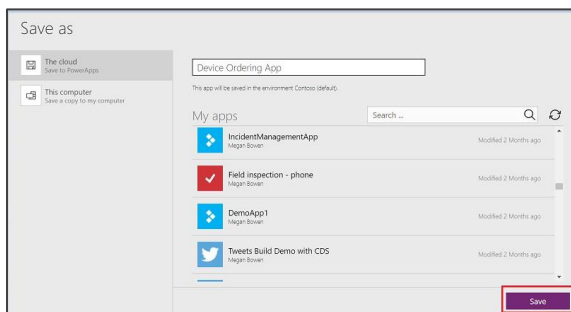 Save as
The cloud
Save to PowerApps
This computer
Save a copy to my computer
Device Ordering App
This app will be saved in the environment Contoso (default).
My apps
Search ...
IncidentManagementApp
Megan Bowen
Modified 2 Months ago
Field inspection - phone
Megan Bowen
Modified 2 Months ago
DemoApp1
Megan Bowen
Modified 2 Months ago
Tweets Build Demo with CDS
Megan Bowen
Modified 2 Months ago
Save